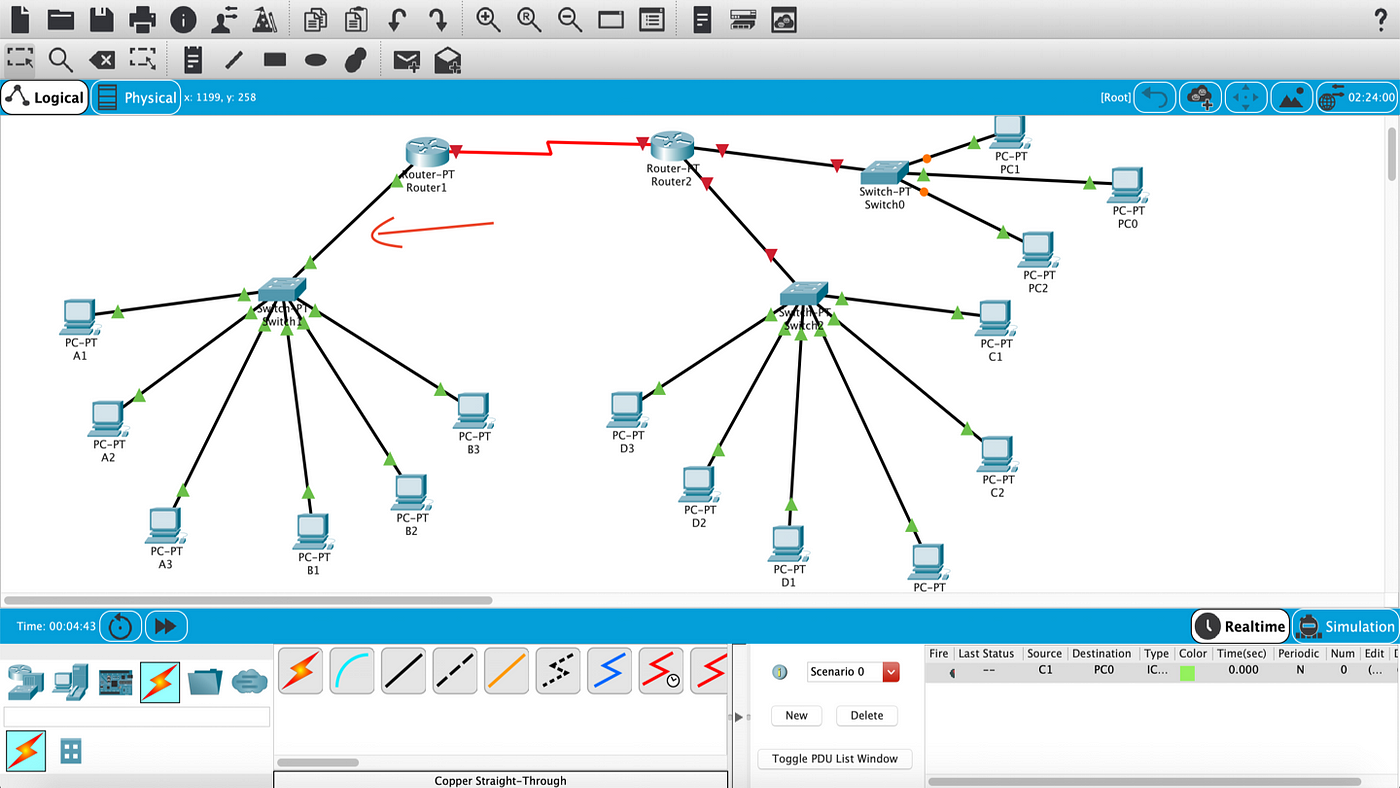 ?
R
Logical
Physical
x: 1199, y: 258
[Root]
02:24:00
Router-PT
Router1
Router-PT
Router2
Switch-PT
Switch0
PC-PT
PC1
PC-PT
PC0
PC-PT
PC2
Switch-PT
Switch1
Switch-PT
Switch2
PC-PT
A1
PC-PT
A2
PC-PT
A3
PC-PT
B1
PC-PT
B2
PC-PT
B3
PC-PT
D3
PC-PT
D2
PC-PT
D1
PC-PT
PC-PT
C2
PC-PT
C1
Time: 00:04:43
Realtime
Simulation
Scenario 0
New
Delete
Toggle PDU List Window
Fire Last Status Source Destination Type Color Time(sec) Periodic Num Edit D
-- C1 PC0 IC... 0.000 N 0 (...
Copper Straight-Through